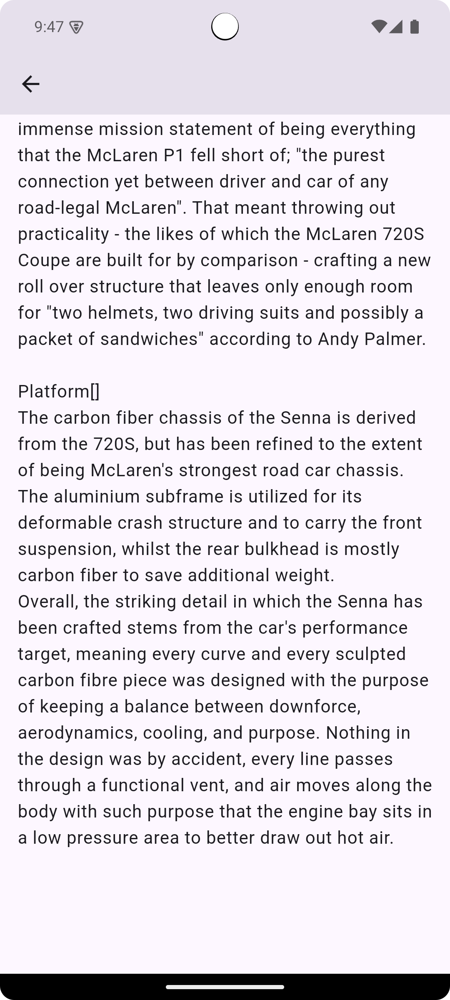 9:47
immense mission statement of being everything
that the McLaren P1 fell short of; "the purest
connection yet between driver and car of any
road-legal McLaren". That meant throwing out
practicality - the likes of which the McLaren 720S
Coupe are built for by comparison - crafting a new
roll over structure that leaves only enough room
for "two helmets, two driving suits and possibly a
packet of sandwiches" according to Andy Palmer.
Platform[]
The carbon fiber chassis of the Senna is derived
from the 720S, but has been refined to the extent
of being McLaren's strongest road car chassis.
The aluminium subframe is utilized for its
deformable crash structure and to carry the front
suspension, whilst the rear bulkhead is mostly
carbon fiber to save additional weight.
Overall, the striking detail in which the Senna has
been crafted stems from the car's performance
target, meaning every curve and every sculpted
carbon fibre piece was designed with the purpose
of keeping a balance between downforce,
aerodynamics, cooling, and purpose. Nothing in
the design was by accident, every line passes
through a functional vent, and air moves along the
body with such purpose that the engine bay sits in
a low pressure area to better draw out hot air.